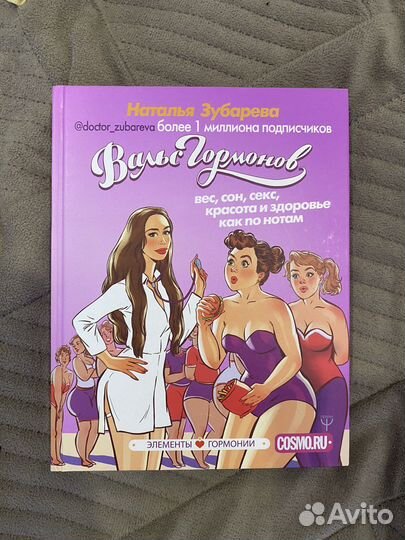 Наталья Зубарева
@doctor_zubareva более 1 миллиона подписчиков
Вальс Гормонов
вес, сон, секс,
красота и здоровье
как по нотам
ЭЛЕМЕНТЫ ГОРМОНИИ
COSMO.RU
Avito